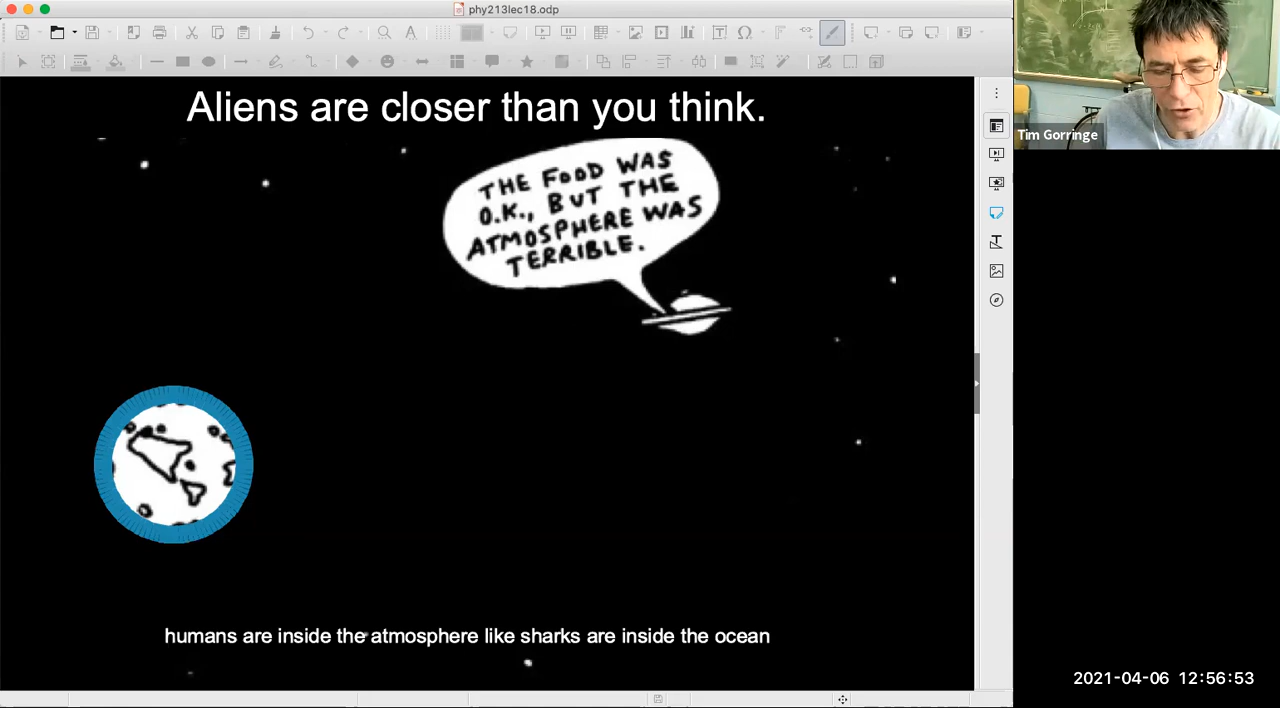 phy213lec18.odp
Aliens are closer than you think.
THE FOOD WAS
O.K., BUT THE
ATMOSPHERE WAS
TERRIBLE.
Tim Gorringe
humans are inside the atmosphere like sharks are inside the ocean
2021-04-06 12:56:53